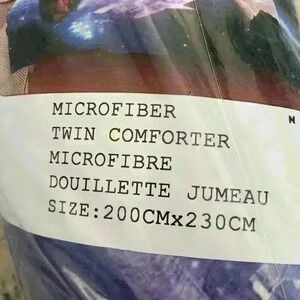 MICROFIBER
TWIN COMFORTER
MICROFIBRE
DOUILLETTE JUMEAU
SIZE:200CMx230CM
N